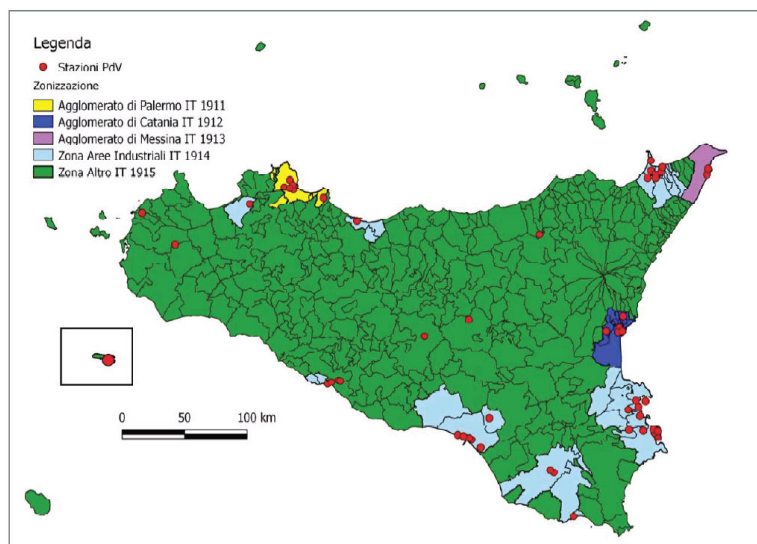 Legenda
Stazioni PdV
Zonizzazione
Agglomerato di Palermo IT 1911
Agglomerato di Catania IT 1912
Agglomerato di Messina IT 1913
Zona Aree Industriali IT 1914
Zona Altro IT 1915
0 50 100 km